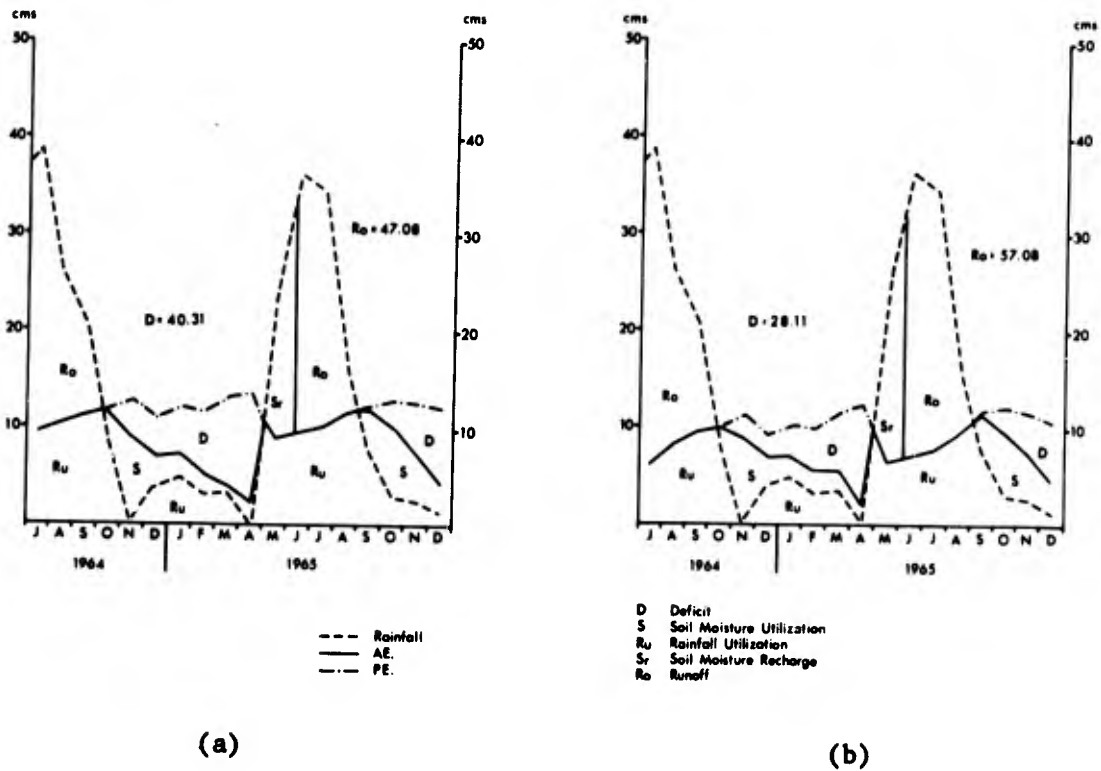 cms
50
40
30
20
10
Ro
D = 40.31
Ro = 47.08
Ro
Sr
D
S
Ru
Ru
Ru
D
S
cms
50
40
30
20
10
J A S O N D J F M A M J J A S O N D
1964 1965
Rainfall
AE.
PE.
(a)
cms
50
40
30
20
10
Ro
D = 28.11
Ro = 57.08
Ro
Sr
D
S
Ru
Ru
Ru
D
S
cms
50
40
30
20
10
J A S O N D J F M A M J J A S O N D
1964 1965
D Deficit
S Soil Moisture Utilization
Ru Rainfall Utilization
Sr Soil Moisture Recharge
Ro Runoff
(b)